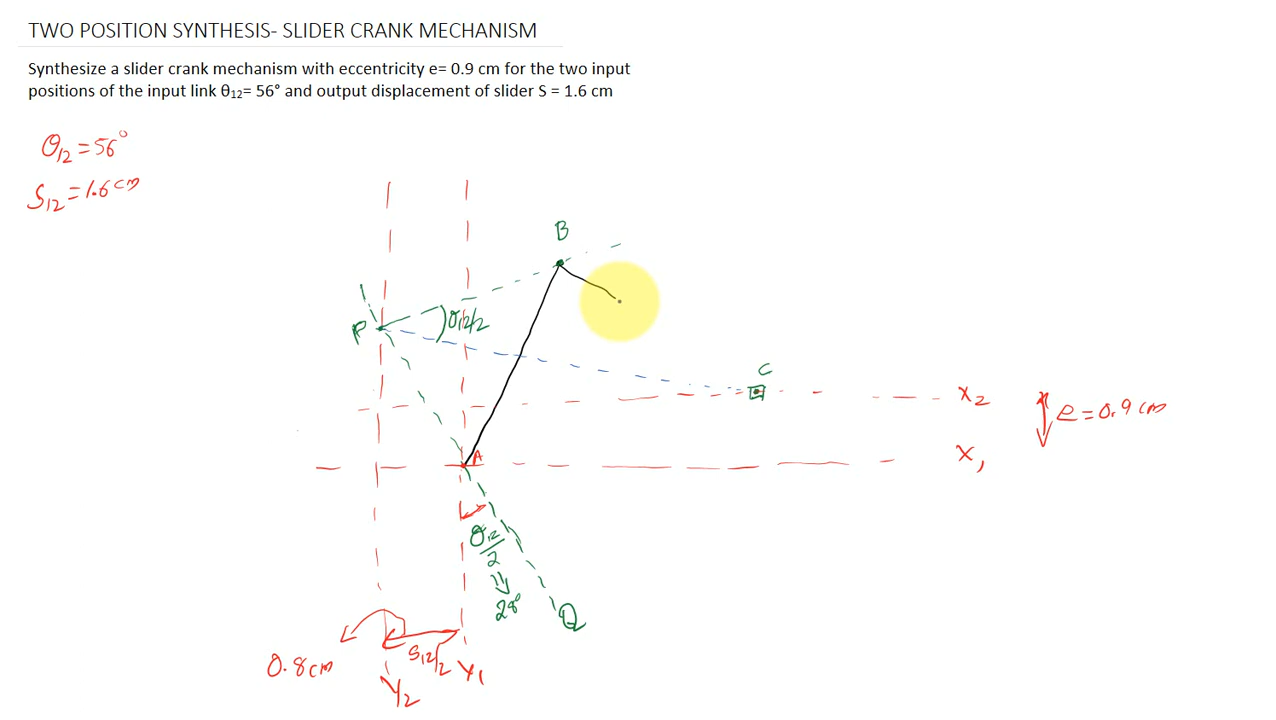 TWO POSITION SYNTHESIS- SLIDER CRANK MECHANISM
Synthesize a slider crank mechanism with eccentricity e= 0.9 cm for the two input
positions of the input link θ₁₂= 56° and output displacement of slider S = 1.6 cm
θ₁₂ = 56°
S₁₂ = 1.6 cm
B
P
θ₁₂/2
C
X₂
e = 0.9 cm
A
X₁
θ₁₂/2
⇓
28°
Q
0.8 cm
S₁₂/2
Y₁
Y₂